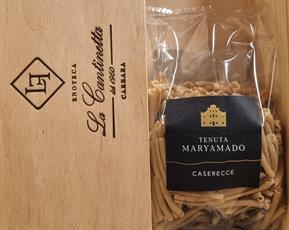 ENOTECA
La Cantinetta
dal 1960
CARRARA
TENUTA
MARYAMADO
CASERECCE